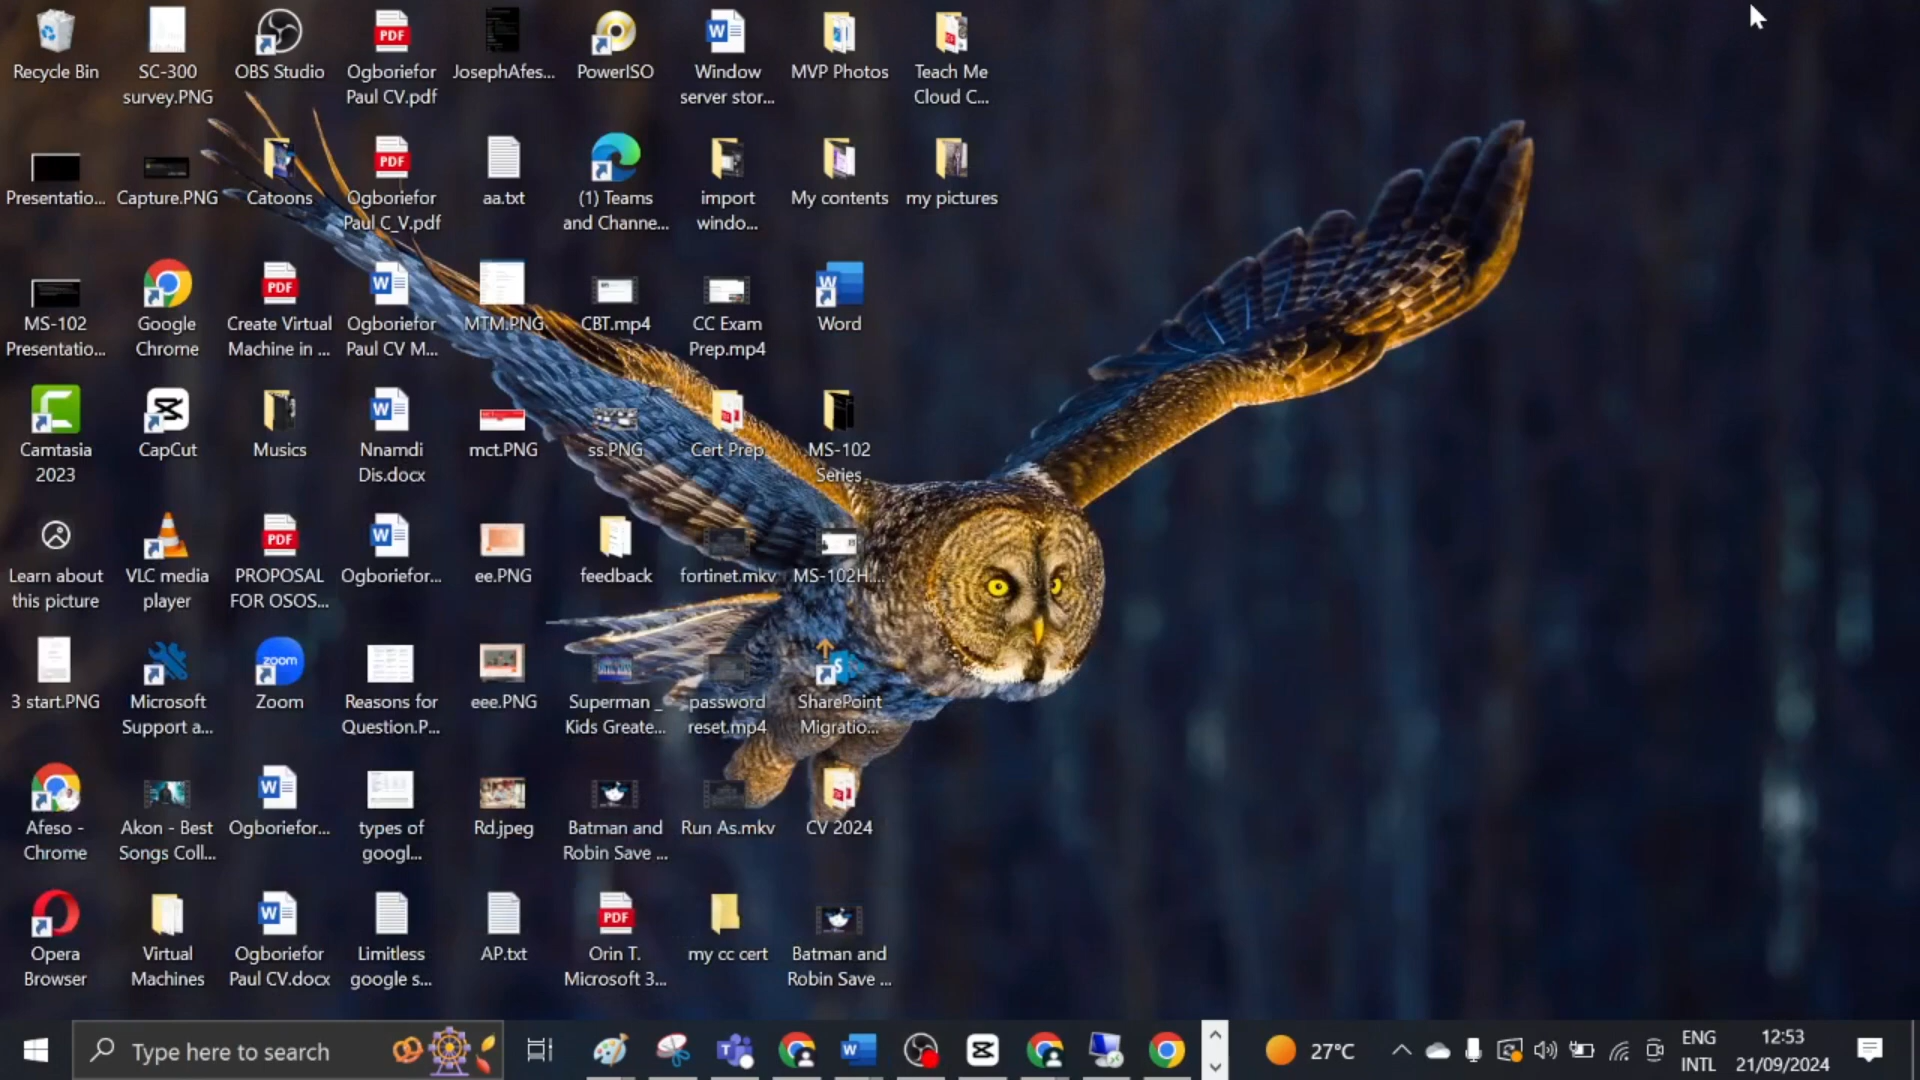 Recycle Bin
SC-300
survey.PNG
OBS Studio
Ogboriefor
Paul CV.pdf
JosephAfes...
PowerISO
Window
server stor...
MVP Photos
Teach Me
Cloud C...
Presentatio...
Capture.PNG
Catoons
Ogboriefor
Paul C_V.pdf
aa.txt
(1) Teams
and Channe...
import
windo...
My contents
my pictures
MS-102
Presentatio...
Google
Chrome
Create Virtual
Machine in ...
Ogboriefor
Paul CV M...
MTM.PNG
CBT.mp4
CC Exam
Prep.mp4
Word
Camtasia
2023
CapCut
Musics
Nnamdi
Dis.docx
mct.PNG
ss.PNG
Cert Prep
MS-102
Series
Learn about
this picture
VLC media
player
PROPOSAL
FOR OSOS...
Ogboriefor...
ee.PNG
feedback
fortinet.mkv
MS-102H....
3 start.PNG
Microsoft
Support a...
zoom
Zoom
Reasons for
Question.P...
eee.PNG
Superman _
Kids Greate...
password
reset.mp4
SharePoint
Migratio...
Afeso -
Chrome
Akon - Best
Songs Coll...
Ogboriefor...
types of
googl...
Rd.jpeg
Batman and
Robin Save ...
Run As.mkv
CV 2024
Opera
Browser
Virtual
Machines
Ogboriefor
Paul CV.docx
Limitless
google s...
AP.txt
PDF
Orin T.
Microsoft 3...
my cc cert
Batman and
Robin Save ...
Type here to search
27°C
ENG
INTL
12:53
21/09/2024